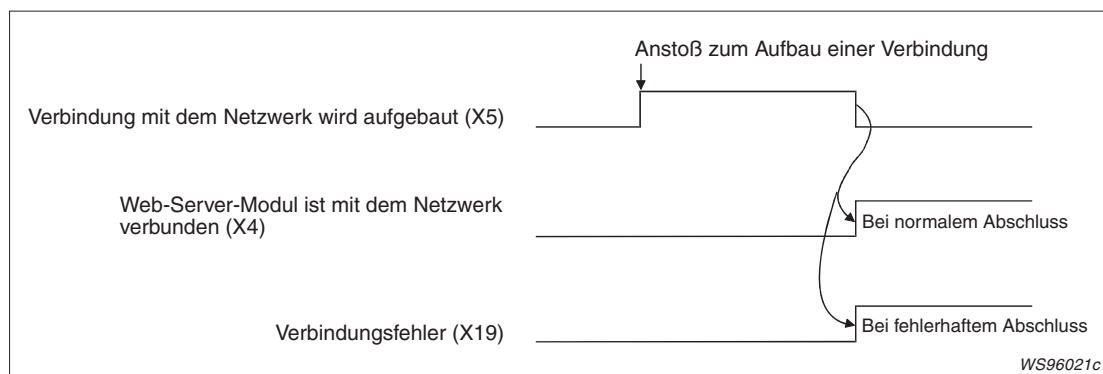 Anstoß zum Aufbau einer Verbindung
Verbindung mit dem Netzwerk wird aufgebaut (X5)
Web-Server-Modul ist mit dem Netzwerk
verbunden (X4)
Bei normalem Abschluss
Verbindungsfehler (X19)
Bei fehlerhaftem Abschluss
WS96021c